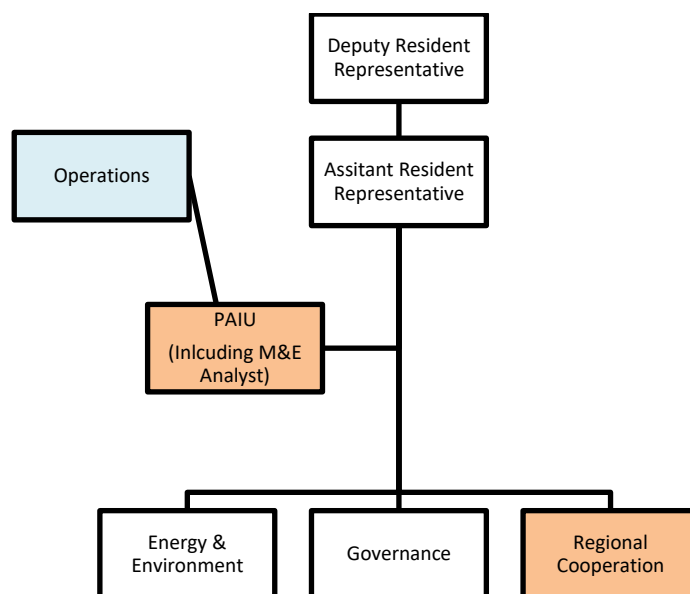 Deputy Resident
Representative
Operations
Assitant Resident
Representative
PAIU
(Inlcuding M&E
Analyst)
Energy &
Environment
Governance
Regional
Cooperation